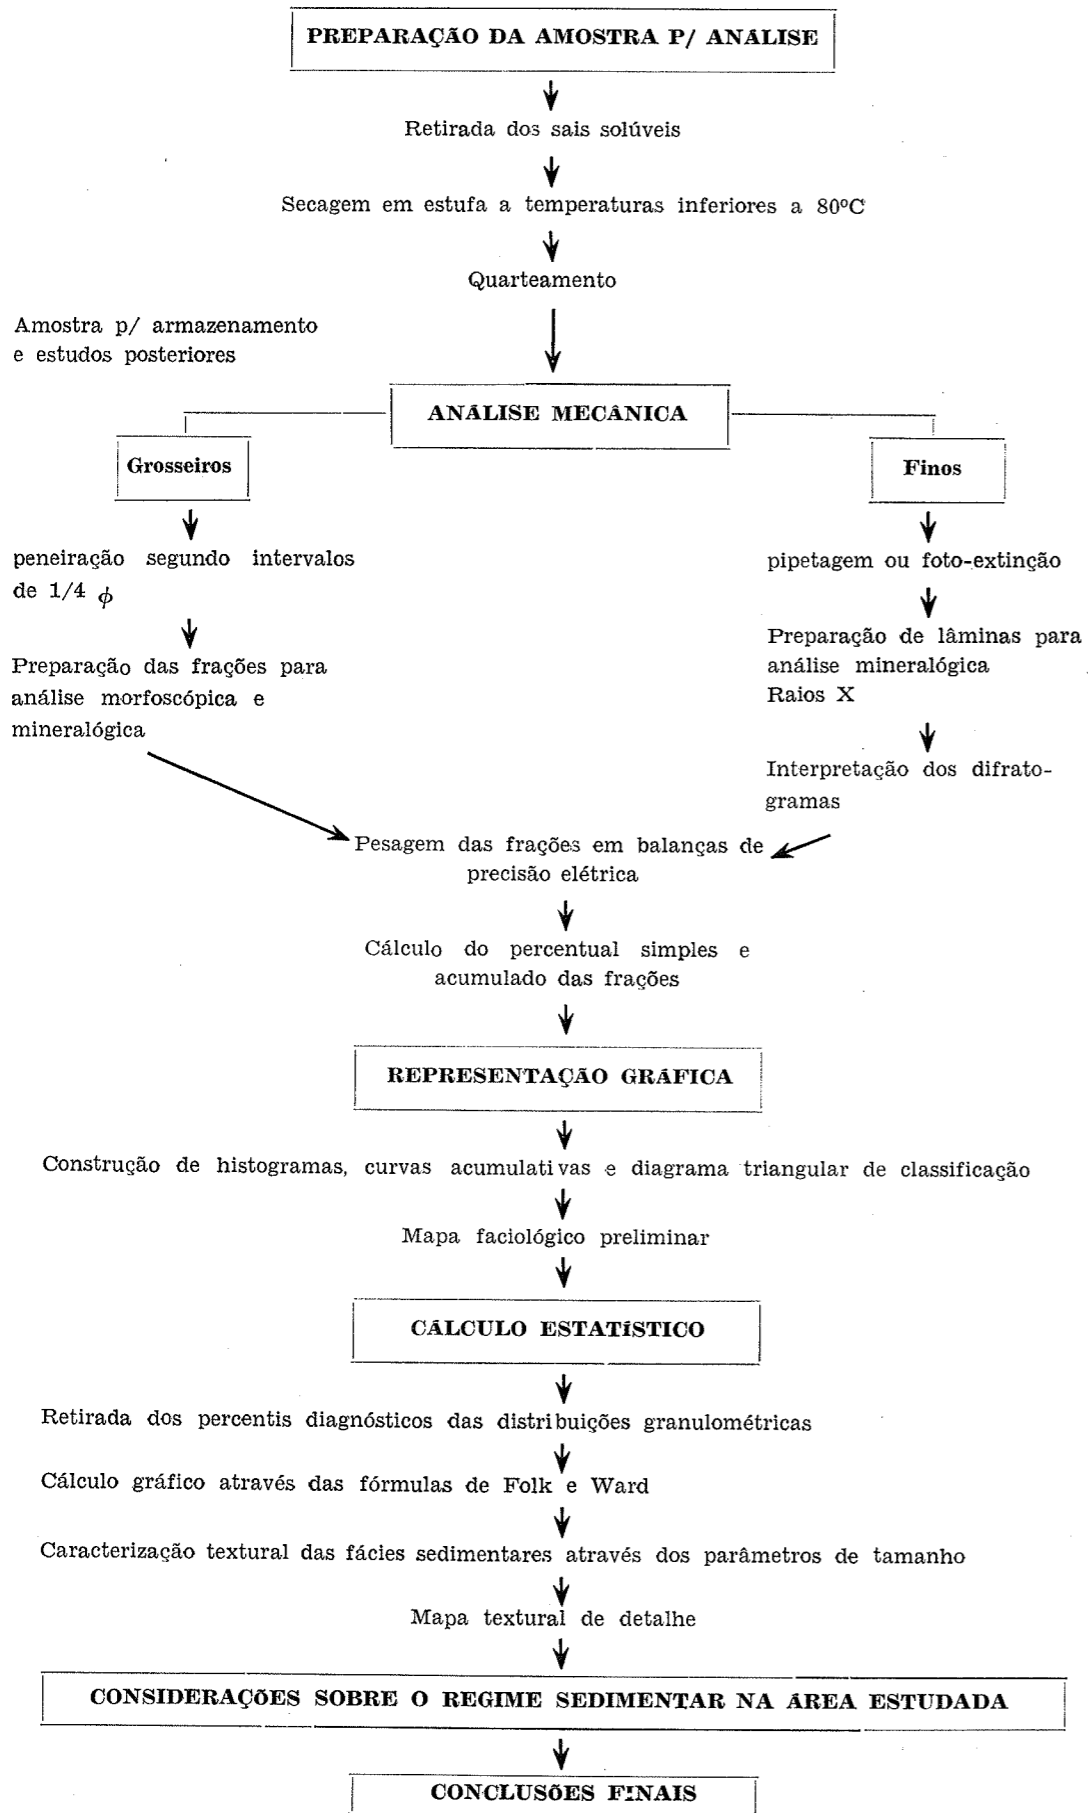 PREPARAÇÃO DA AMOSTRA P/ ANÁLISE
Retirada dos sais solúveis
Secagem em estufa a temperaturas inferiores a 80ºC
Quarteamento
Amostra p/ armazenamento
e estudos posteriores
ANÁLISE MECÂNICA
Grosseiros
peneiração segundo intervalos
de 1/4 ϕ
Preparação das frações para
análise morfoscópica e
mineralógica
Finos
pipetagem ou foto-extinção
Preparação de lâminas para
análise mineralógica
Raios X
Interpretação dos difrato-
gramas
Pesagem das frações em balanças de
precisão elétrica
Cálculo do percentual simples e
acumulado das frações
REPRESENTAÇÃO GRÁFICA
Construção de histogramas, curvas acumulativas e diagrama triangular de classificação
Mapa faciológico preliminar
CÁLCULO ESTATÍSTICO
Retirada dos percentis diagnósticos das distribuições granulométricas
Cálculo gráfico através das fórmulas de Folk e Ward
Caracterização textural das fácies sedimentares através dos parâmetros de tamanho
Mapa textural de detalhe
CONSIDERAÇÕES SOBRE O REGIME SEDIMENTAR NA ÁREA ESTUDADA
CONCLUSÕES FINAIS